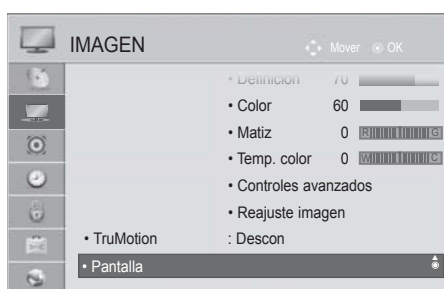 IMAGEN Mover OK
• Definición 70
• Color 60
• Matiz 0 R G
• Temp. color 0 W C
• Controles avanzados
• Reajuste imagen
• TruMotion : Descon
• Pantalla